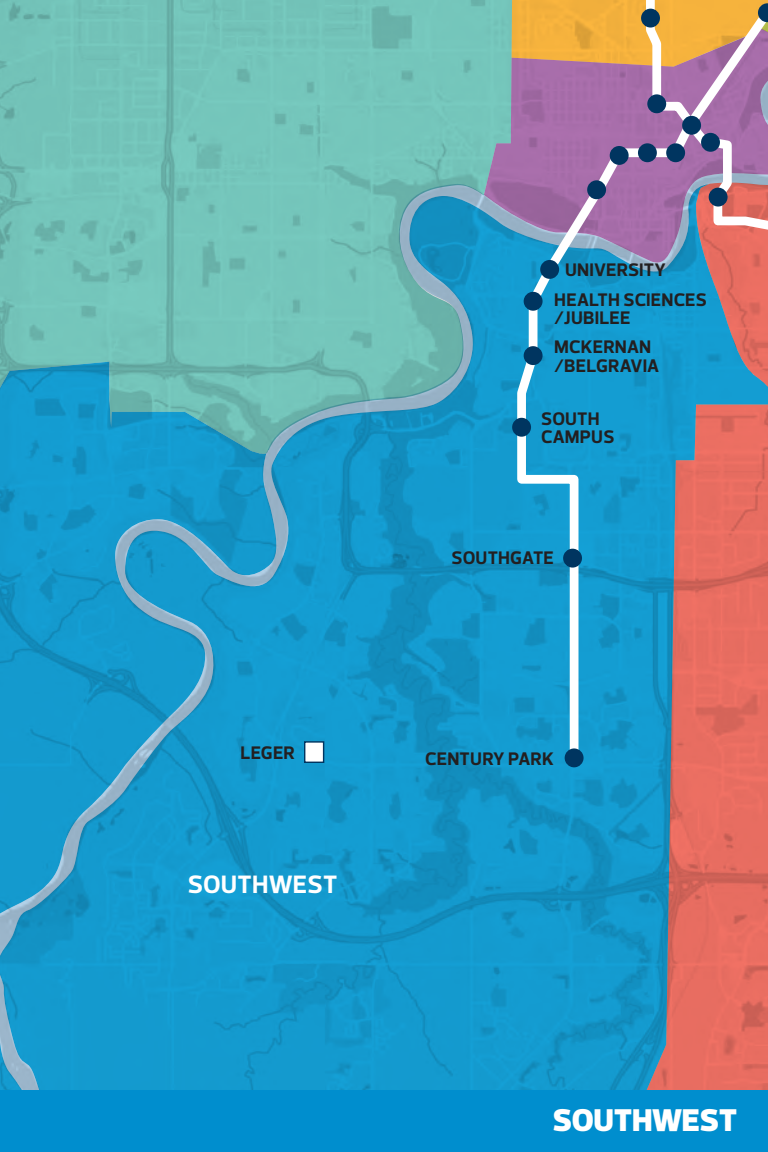 UNIVERSITY
HEALTH SCIENCES
/JUBILEE
MCKERNAN
/BELGRAVIA
SOUTH
CAMPUS
SOUTHGATE
LEGER
CENTURY PARK
SOUTHWEST
SOUTHWEST